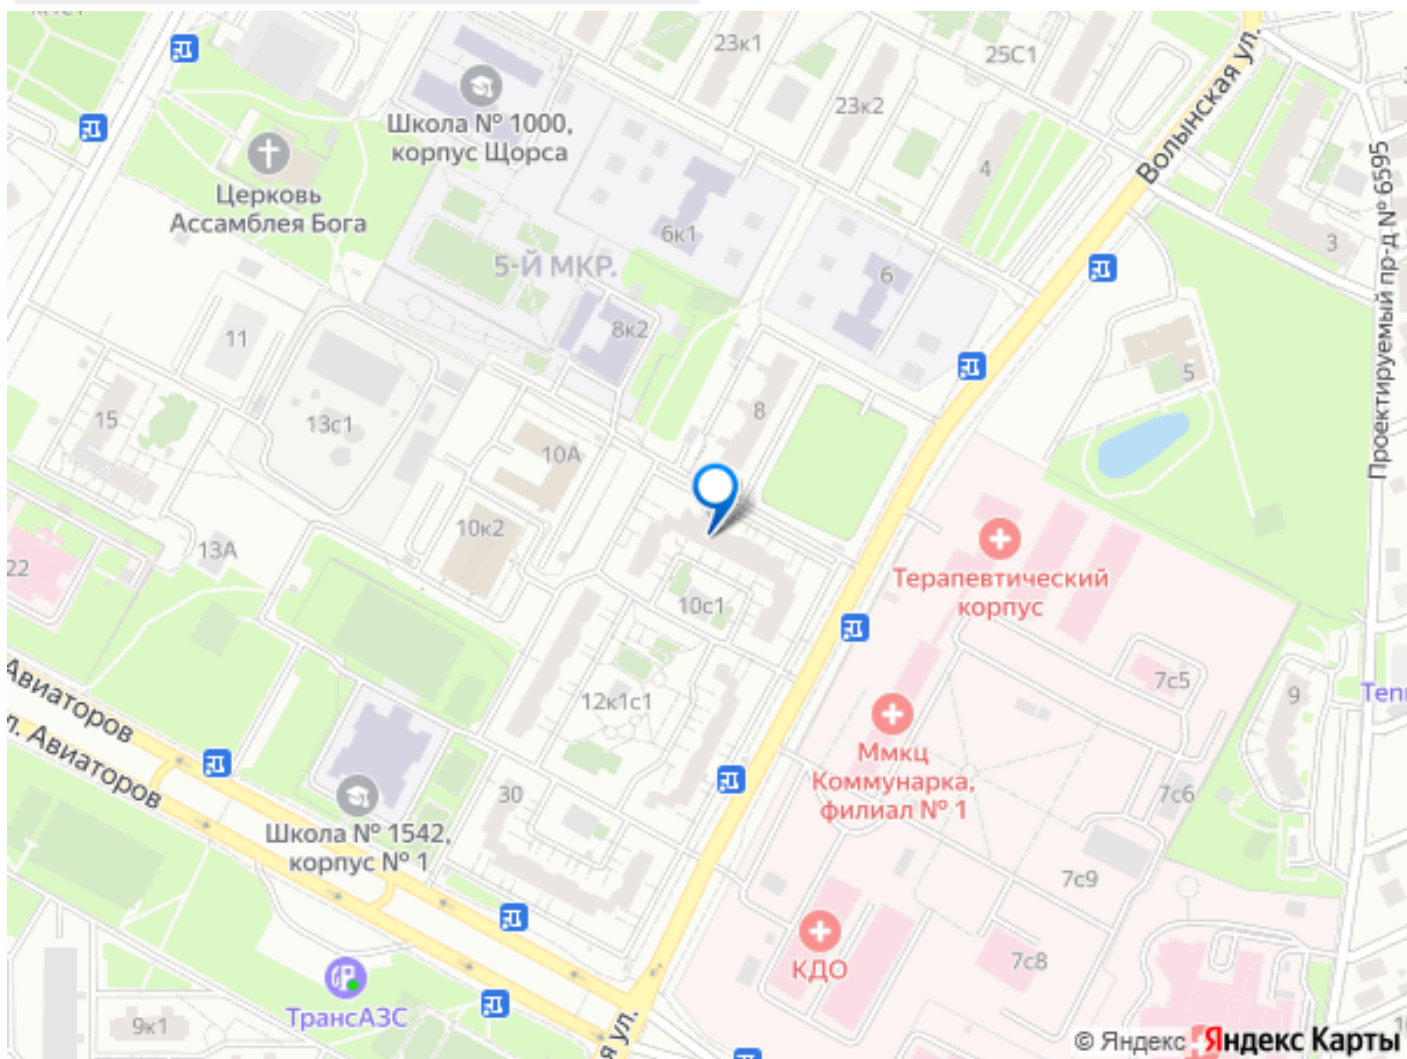 23к1
25С1
Волынская ул.
Школа № 1000,
корпус Щорса
23к2
4
Проектируемый пр-д № 6595
Церковь
Ассамблея Бога
6к1
3
5-Й МКР.
6
11
8к2
5
15
13с1
8
10А
10к2
13А
22
Терапевтический
корпус
10с1
7с5
9
12к1с1
Авиаторов
Ммкц
Коммунарка,
филиал № 1
л. Авиаторов
30
7с6
Школа № 1542,
корпус № 1
7с9
КДО
7с8
ТрансАЗС
9к1
я ул.
© Яндекс Яндекс Карты